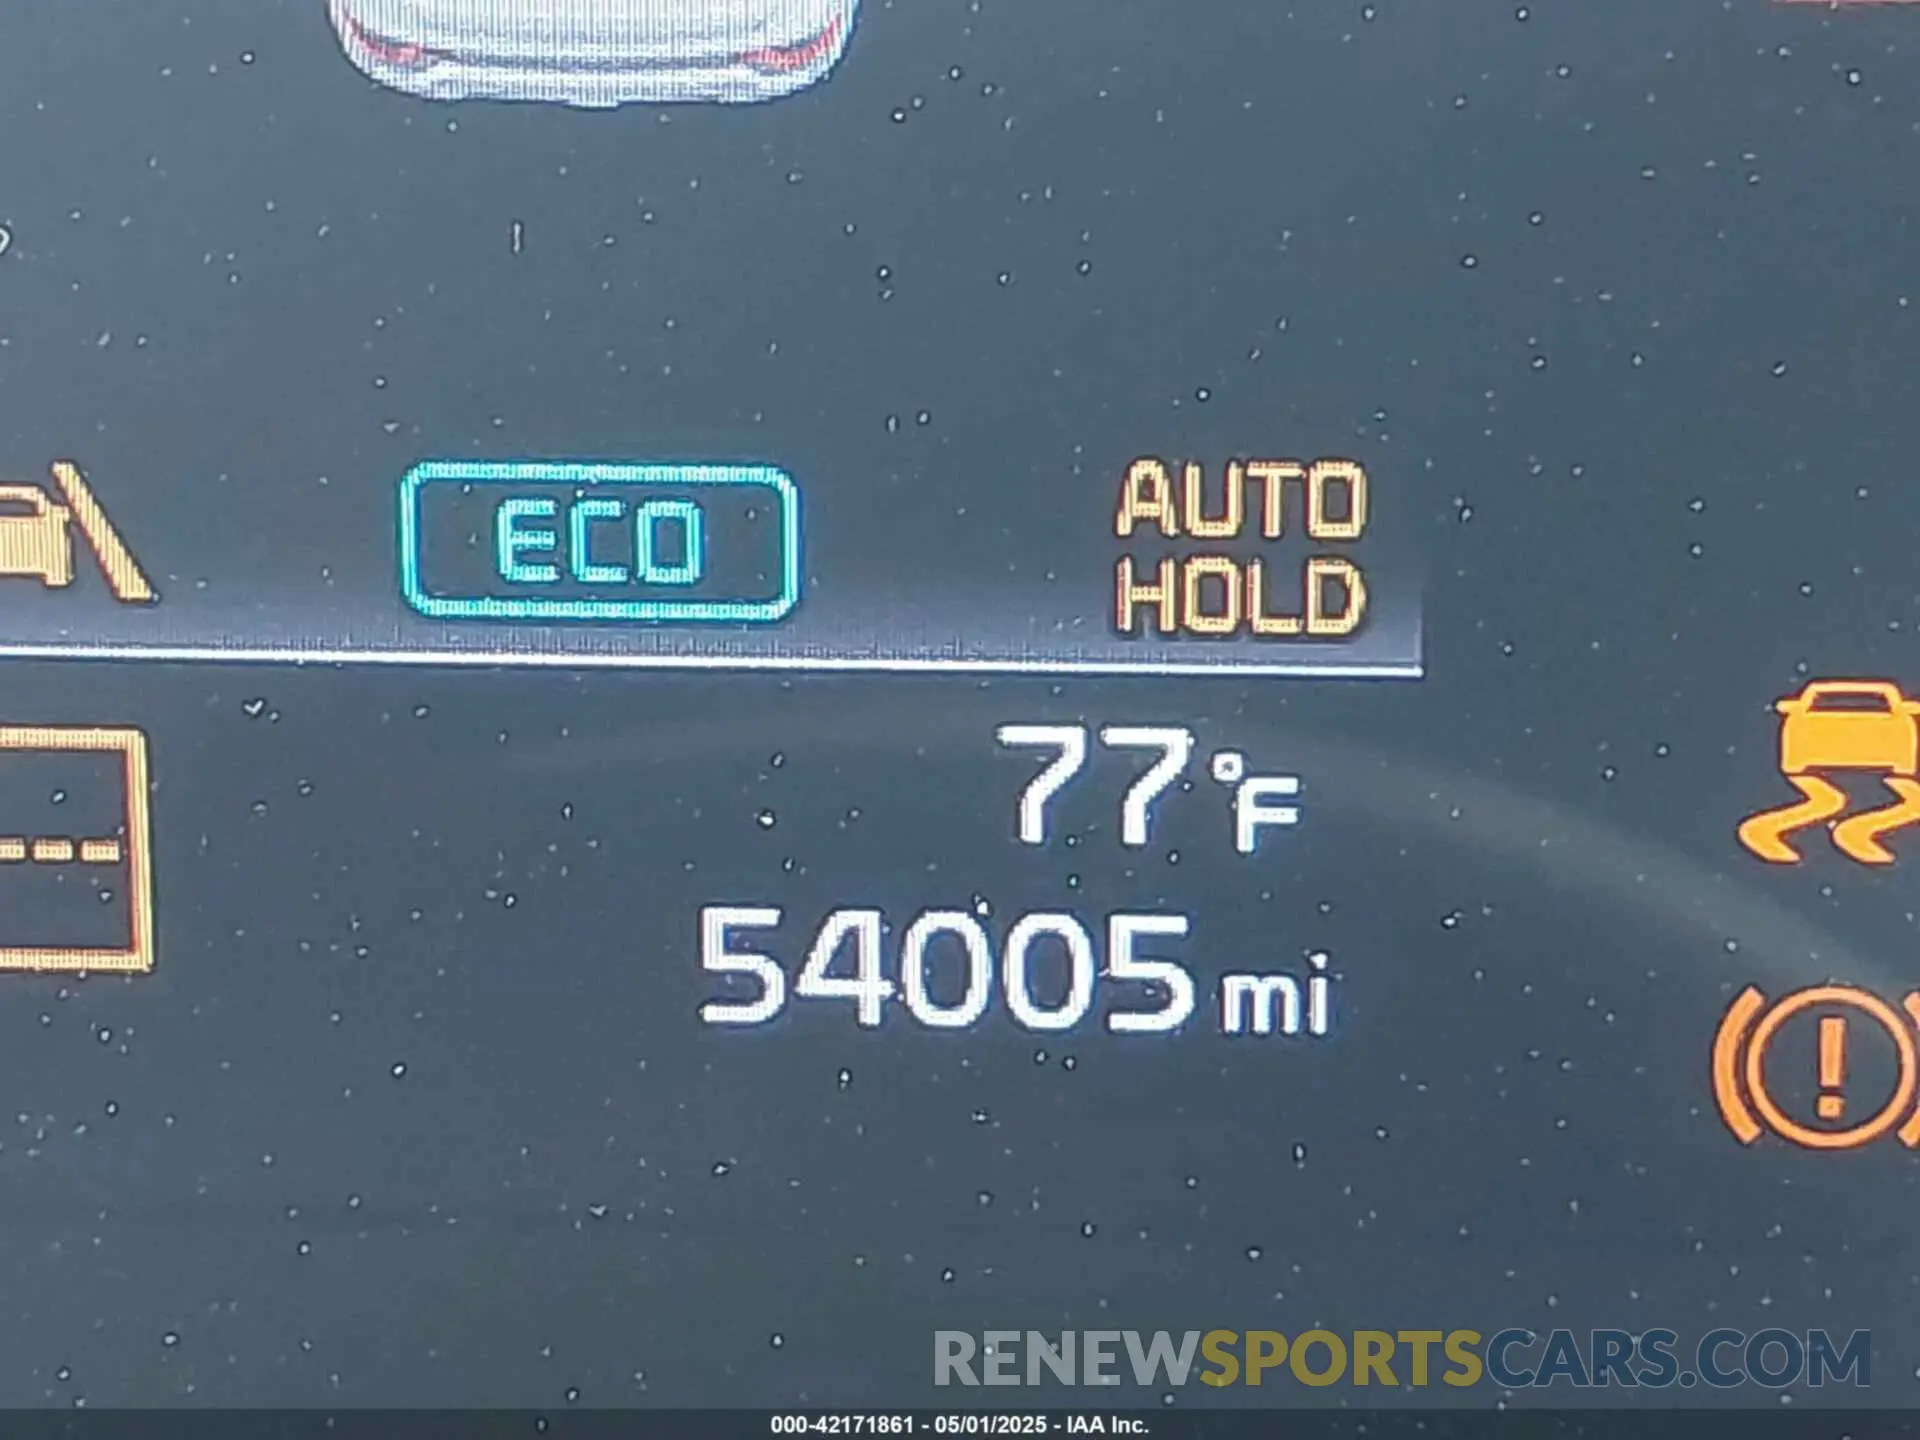 ECO
AUTO
HOLD
77°F
54005 mi
RENEWSPORTSCARS.COM
000-42171861 - 05/01/2025 - IAA Inc.